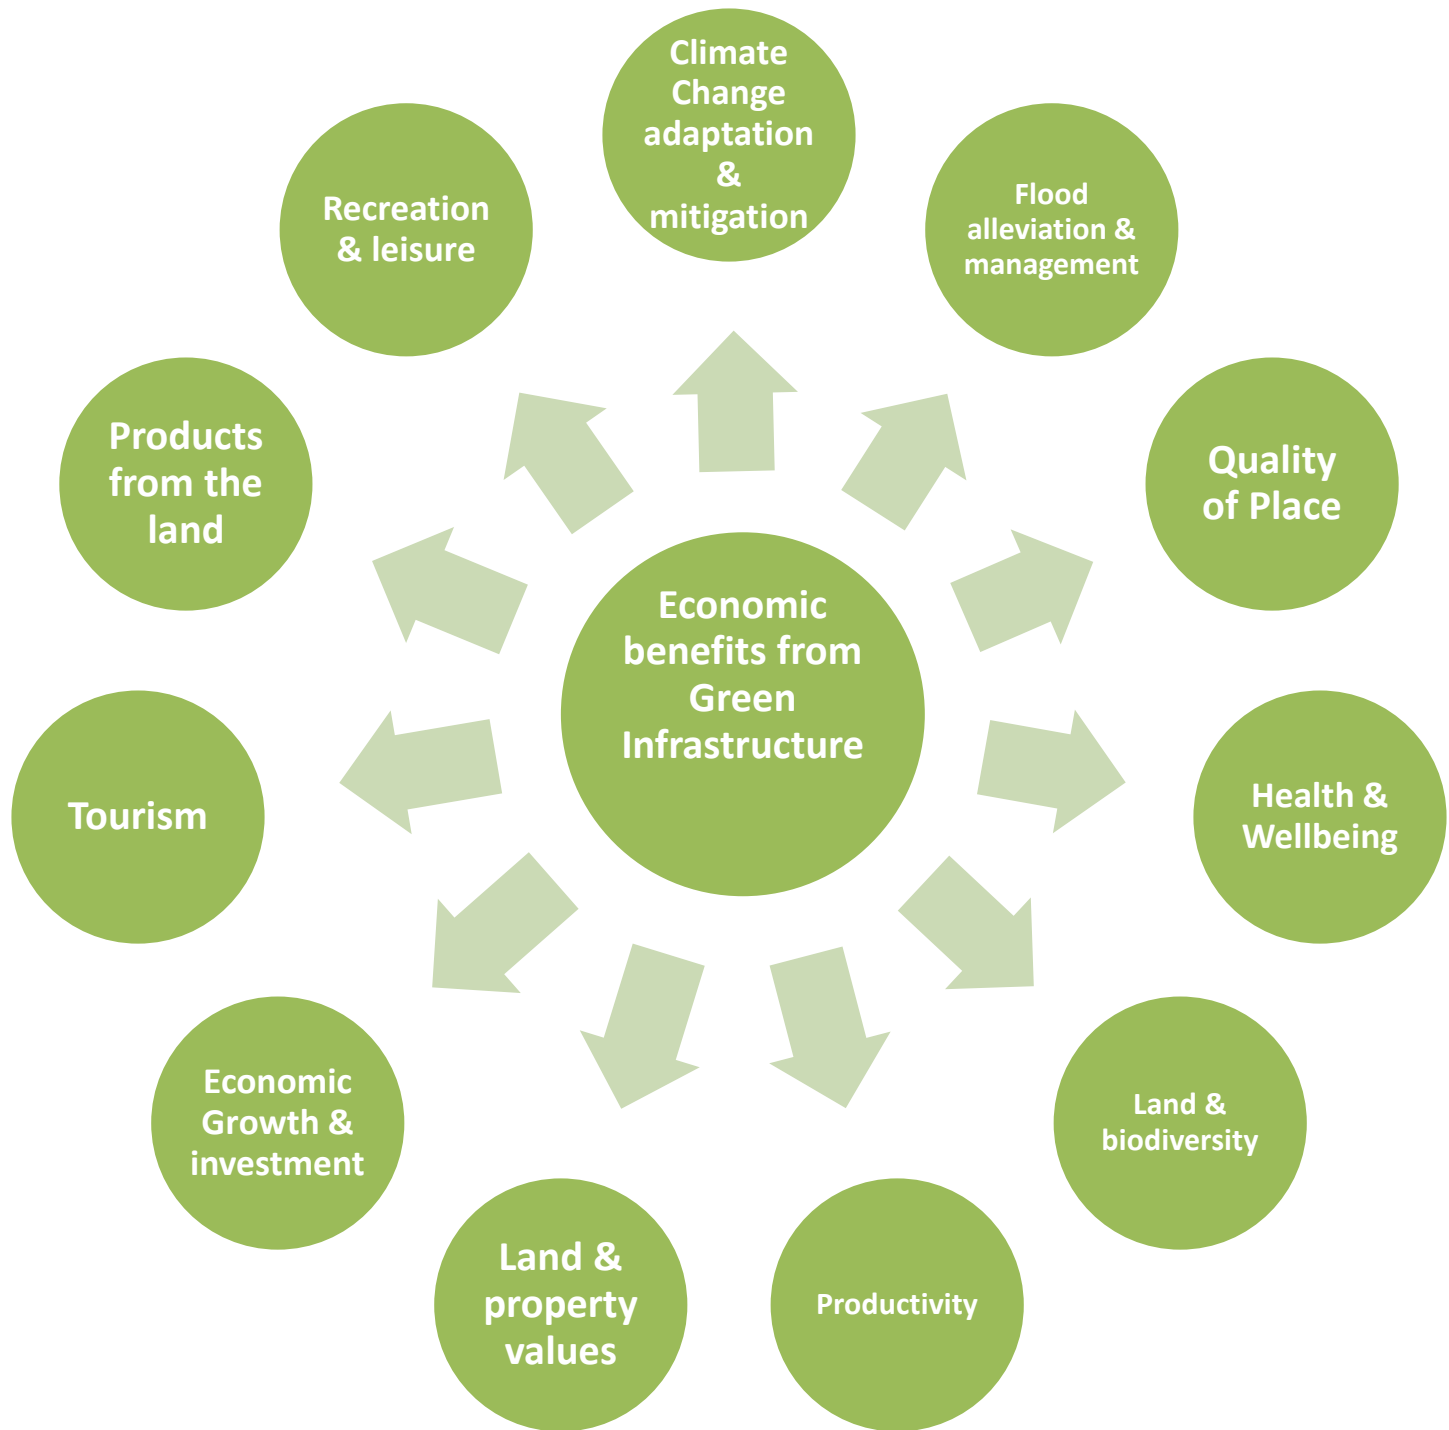 Climate
Change
adaptation
&
mitigation
Flood
alleviation &
management
Quality
of Place
Health &
Wellbeing
Land &
biodiversity
Productivity
Land &
property
values
Economic
Growth &
investment
Tourism
Products
from the
land
Recreation
& leisure
Economic
benefits from
Green
Infrastructure